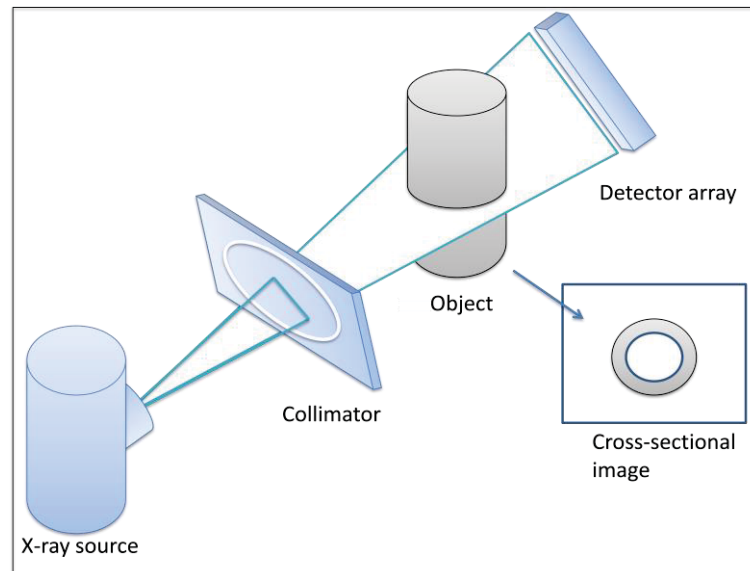 Detector array
Object
Collimator
Cross-sectional
image
X-ray source